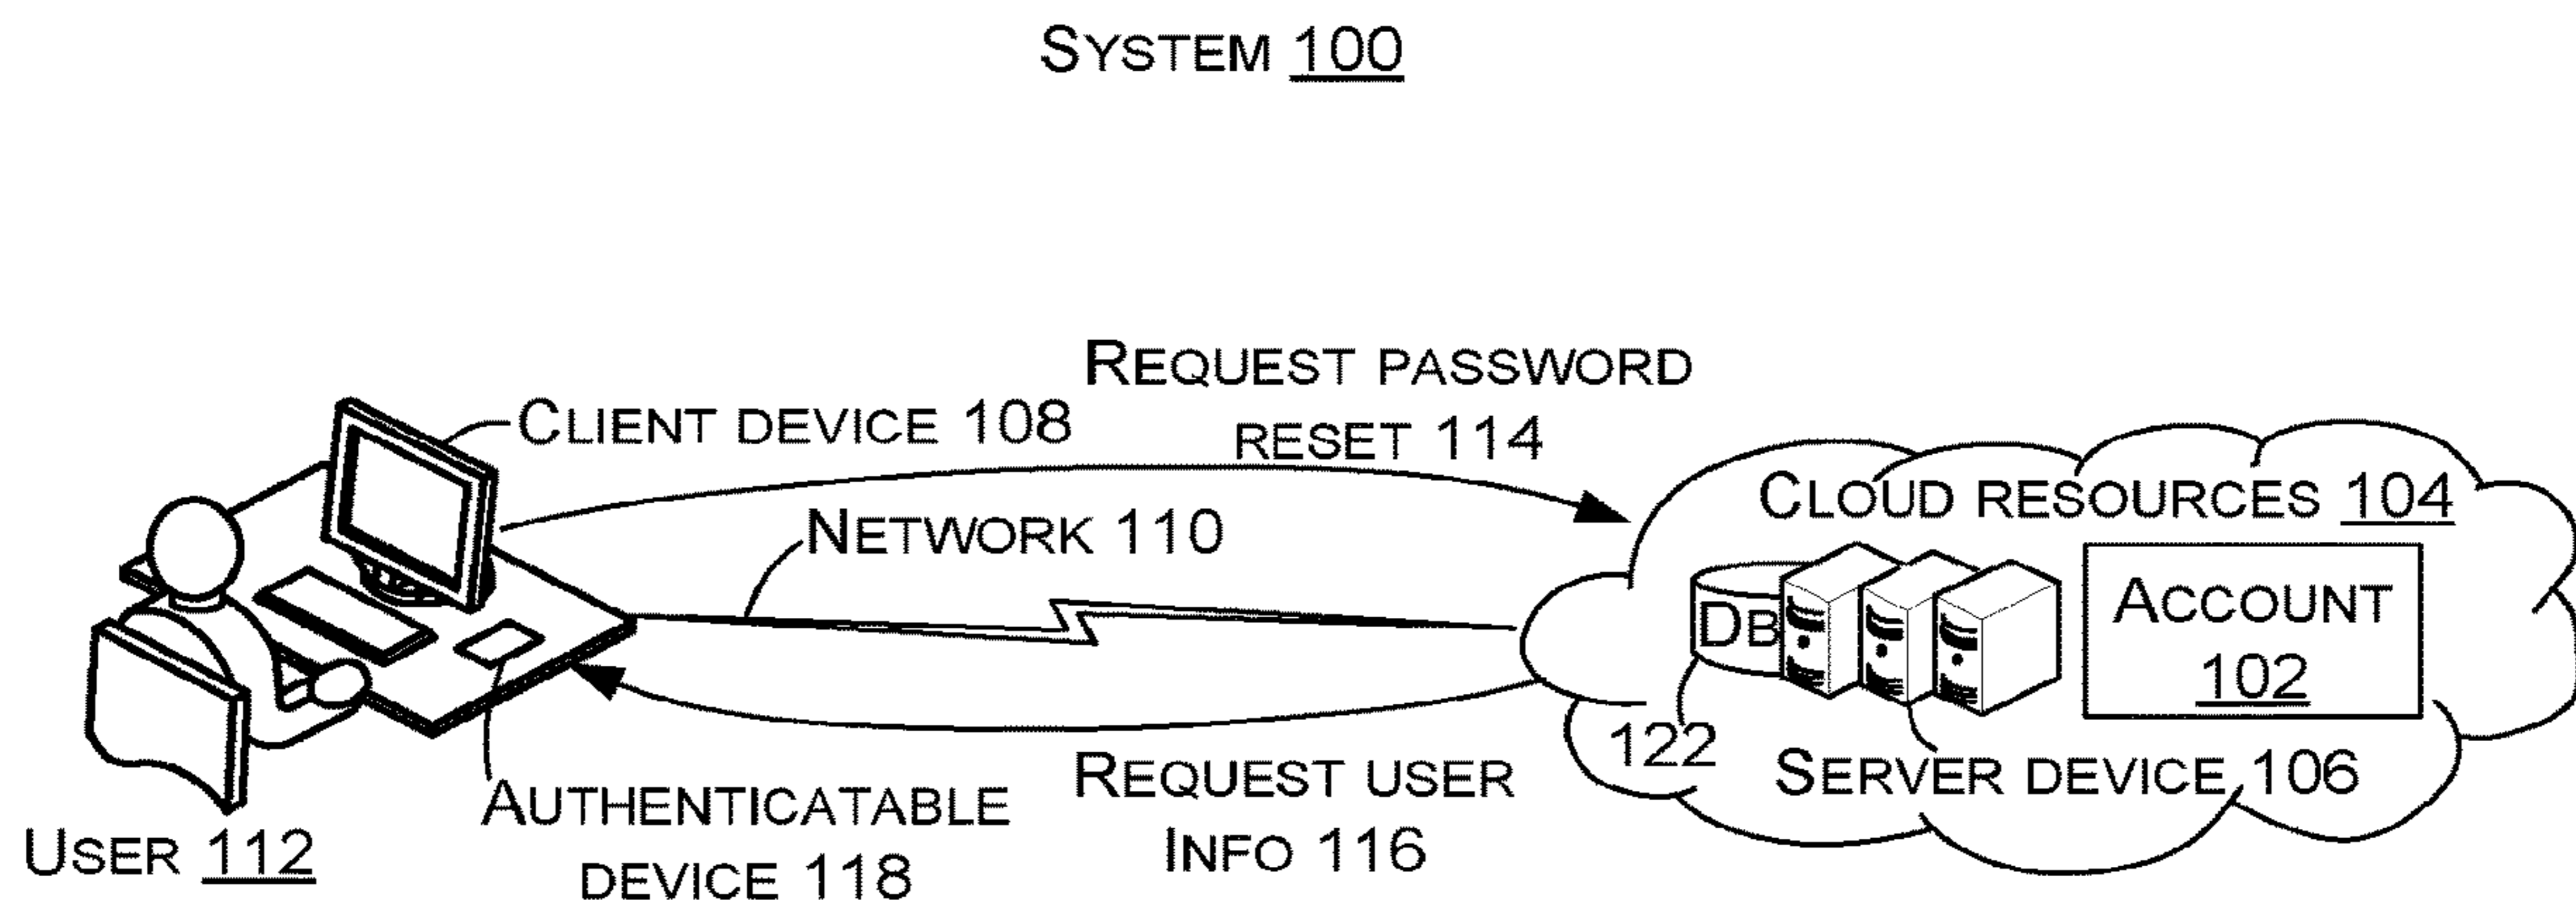 SYSTEM 100
REQUEST PASSWORD
RESET 114
CLIENT DEVICE 108
NETWORK 110
CLOUD RESOURCES 104
DB
ACCOUNT
102
122
SERVER DEVICE 106
REQUEST USER
INFO 116
AUTHENTICATABLE
DEVICE 118
USER 112